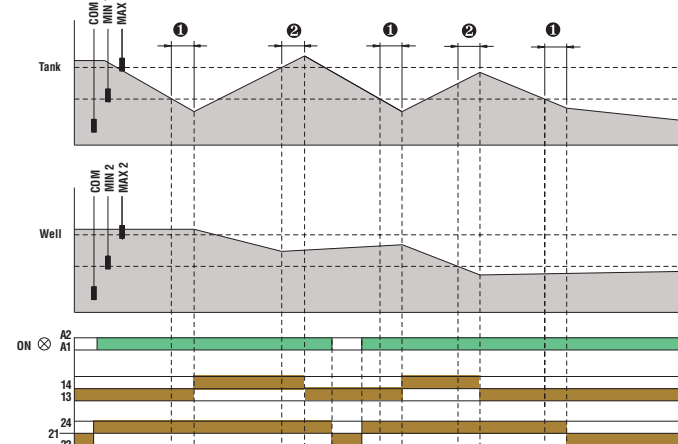 COM
MIN
MAX
❶ ❷ ❶ ❷ ❶
Tank
COM
MIN 2
MAX 2
Well
ON A2
A1
14
13
24
21